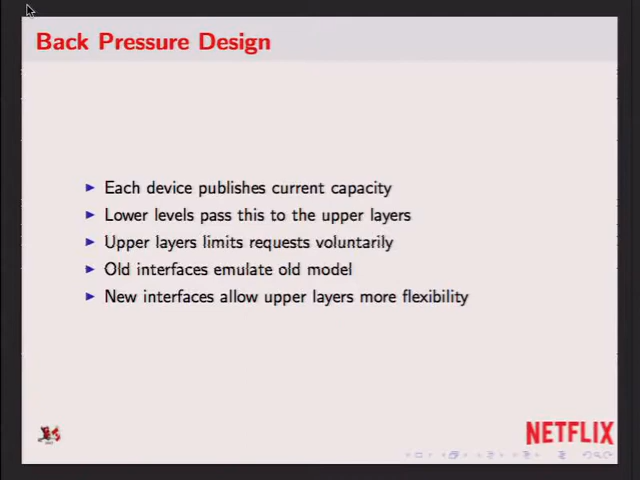 Back Pressure Design
Each device publishes current capacity
Lower levels pass this to the upper layers
Upper layers limits requests voluntarily
Old interfaces emulate old model
New interfaces allow upper layers more flexibility
NETFLIX